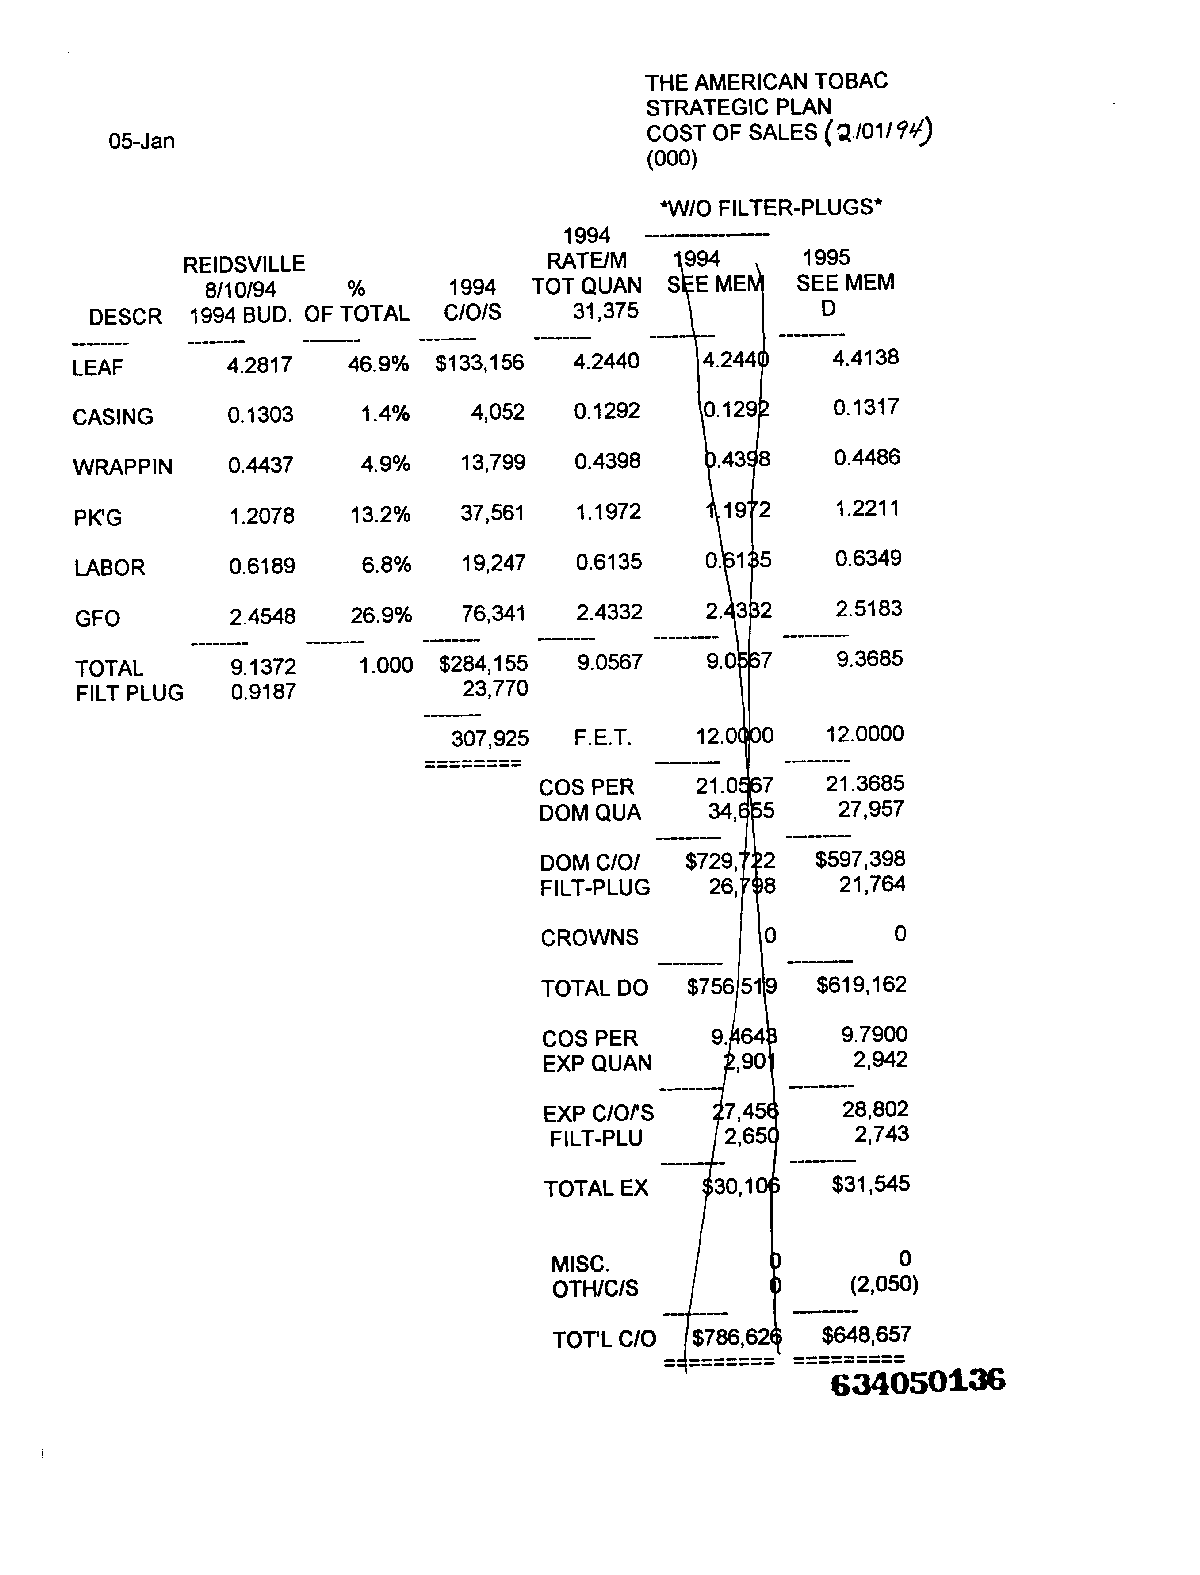 THE AMERICAN TOBAC
STRATEGIC PLAN
05-Jan COST OF SALES (2/01/94)
(000)
*W/O FILTER-PLUGS*
1994
REIDSVILLE RATE/M 1994 1995
8/10/94 % 1994 TOT QUAN SEE MEM SEE MEM
DESCR 1994 BUD. OF TOTAL C/O/S 31,375 D
LEAF 4.2817 46.9% $133,156 4.2440 4.2440 4.4138
CASING 0.1303 1.4% 4,052 0.1292 0.1292 0.1317
WRAPPIN 0.4437 4.9% 13,799 0.4398 0.4398 0.4486
PK'G 1.2078 13.2% 37,561 1.1972 1.1972 1.2211
LABOR 0.6189 6.8% 19,247 0.6135 0.6135 0.6349
GFO 2.4548 26.9% 76,341 2.4332 2.4332 2.5183
TOTAL 9.1372 1.000 $284,155 9.0567 9.0567 9.3685
FILT PLUG 0.9187 23,770
307,925 F.E.T. 12.0000 12.0000
COS PER 21.0567 21.3685
DOM QUA 34,655 27,957
DOM C/O/ $729,722 $597,398
FILT-PLUG 26,798 21,764
CROWNS 0 0
TOTAL DO $756,519 $619,162
COS PER 9.4643 9.7900
EXP QUAN 2,901 2,942
EXP C/O/'S 27,456 28,802
FILT-PLU 2,650 2,743
TOTAL EX $30,106 $31,545
MISC. 0 0
OTH/C/S 0 (2,050)
TOT'L C/O $786,626 $648,657
634050136